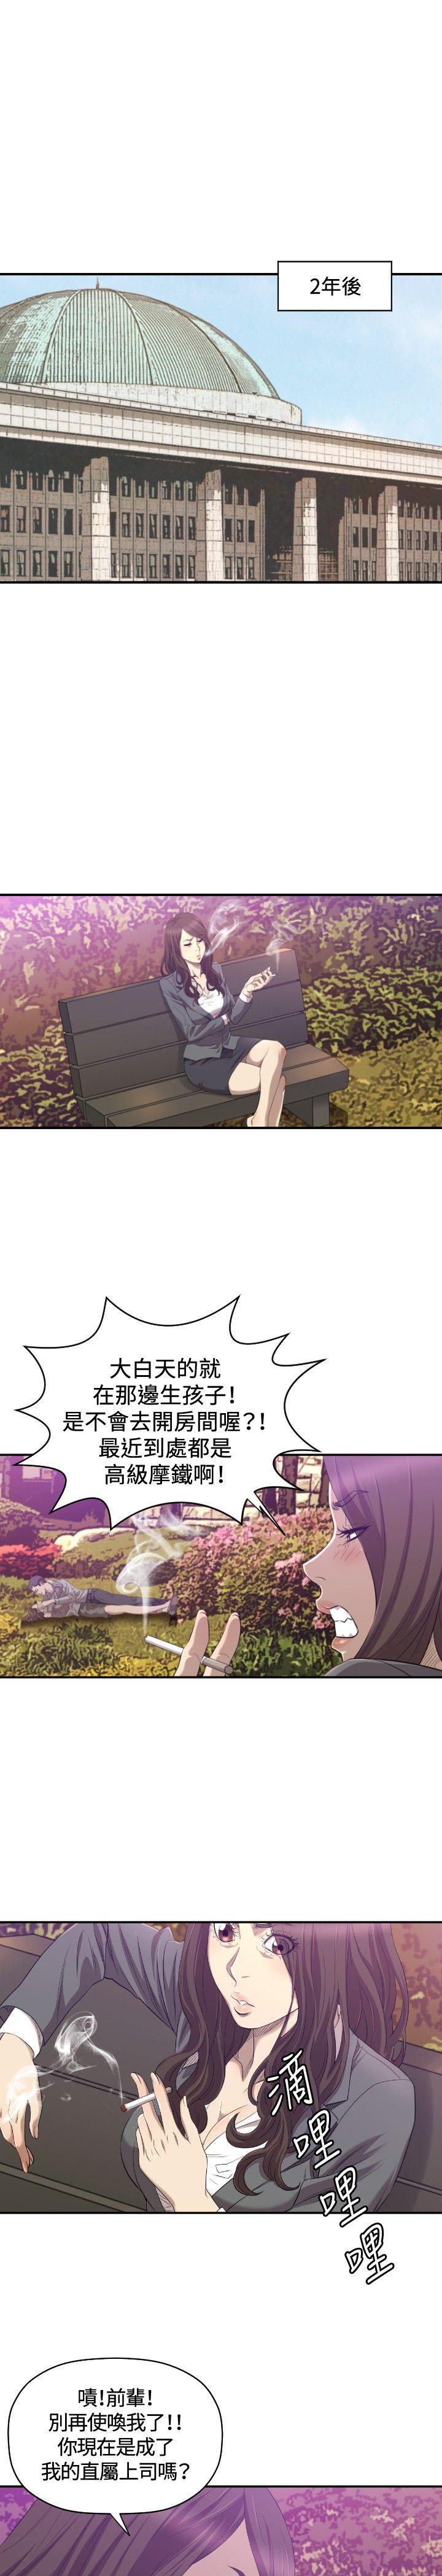 2年後
大白天的就
在那邊生孩子!
是不會去開房間喔?!
最近到處都是
高級摩鐵啊!
滴哩哩哩
嘖!前輩!
別再使喚我了!!
你現在是成了
我的直屬上司嗎?